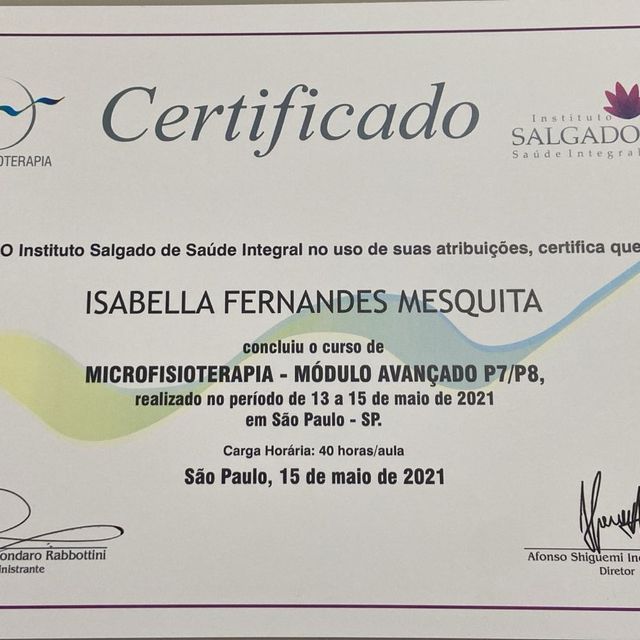 Certificado
OTERAPIA
Instituto
SALGADO
Saúde Integral
O Instituto Salgado de Saúde Integral no uso de suas atribuições, certifica que
ISABELLA FERNANDES MESQUITA
concluiu o curso de
MICROFISIOTERAPIA - MÓDULO AVANÇADO P7/P8,
realizado no período de 13 a 15 de maio de 2021
em São Paulo - SP.
Carga Horária: 40 horas/aula
São Paulo, 15 de maio de 2021
ondaro Rabbottini
nistrante
Afonso Shiguemi
Diretor